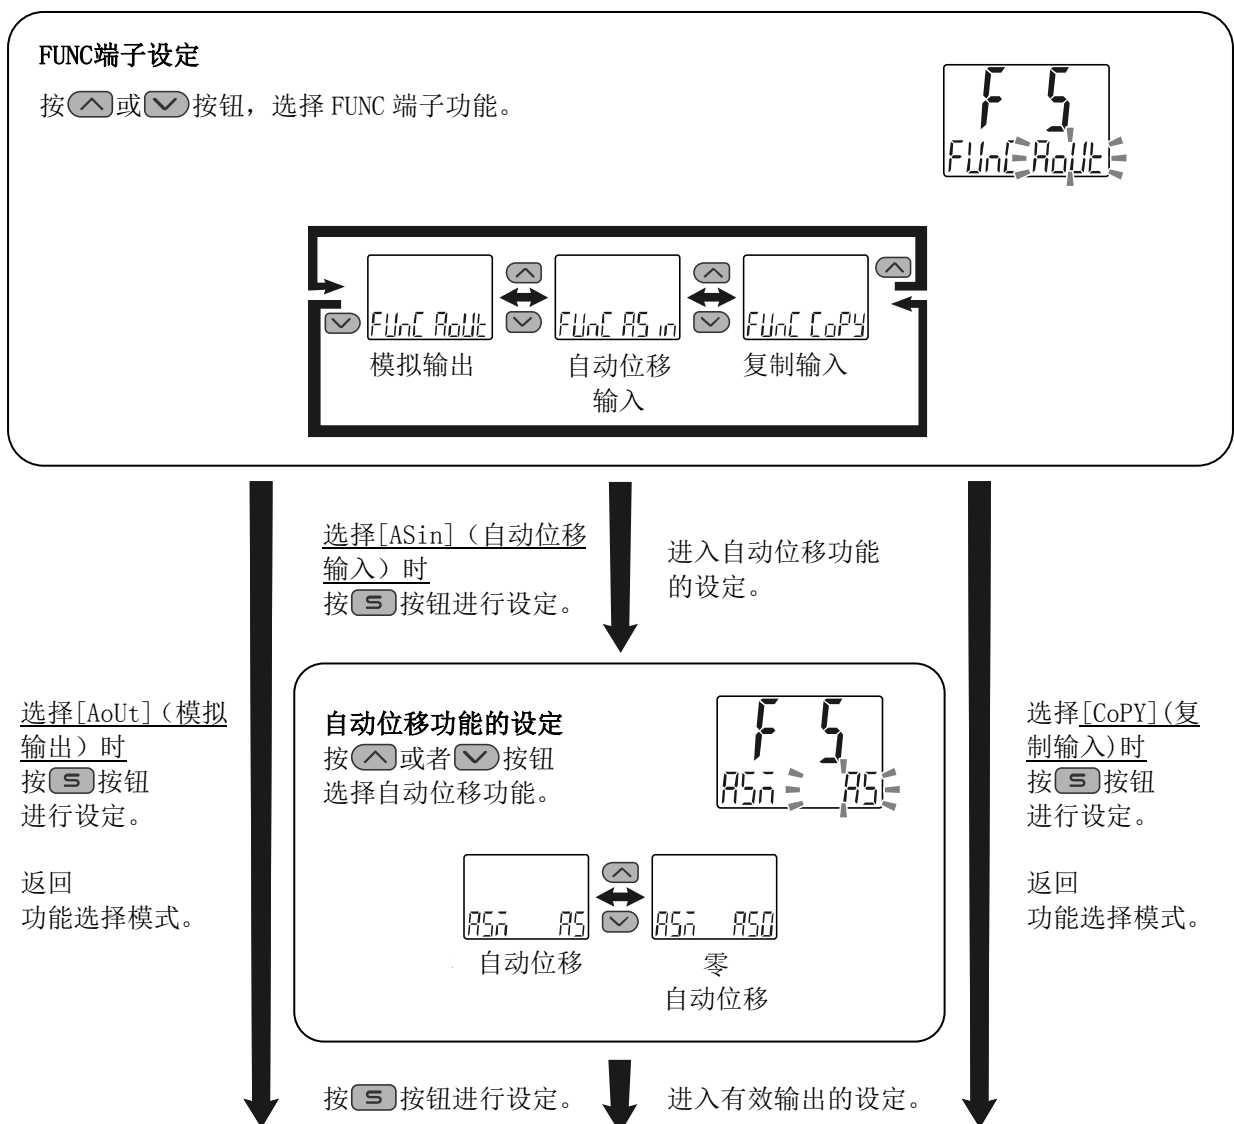 FUNC端子设定
按或按钮，选择 FUNC 端子功能。
F 5
FUnC AoUt
FUnC AoUt
FUnC AS in
FUnC CoPY
模拟输出
自动位移
输入
复制输入
选择[ASin]（自动位移
输入）时
按 S 按钮进行设定。
进入自动位移功能
的设定。
选择[AoUt]（模拟
输出）时
按 S 按钮
进行设定。
返回
功能选择模式。
自动位移功能的设定
按或者按钮
选择自动位移功能。
F 5
ASñ AS
ASñ AS
ASñ AS0
自动位移
零
自动位移
选择[CoPY](复
制输入)时
按 S 按钮
进行设定。
返回
功能选择模式。
按 S 按钮进行设定。
进入有效输出的设定。